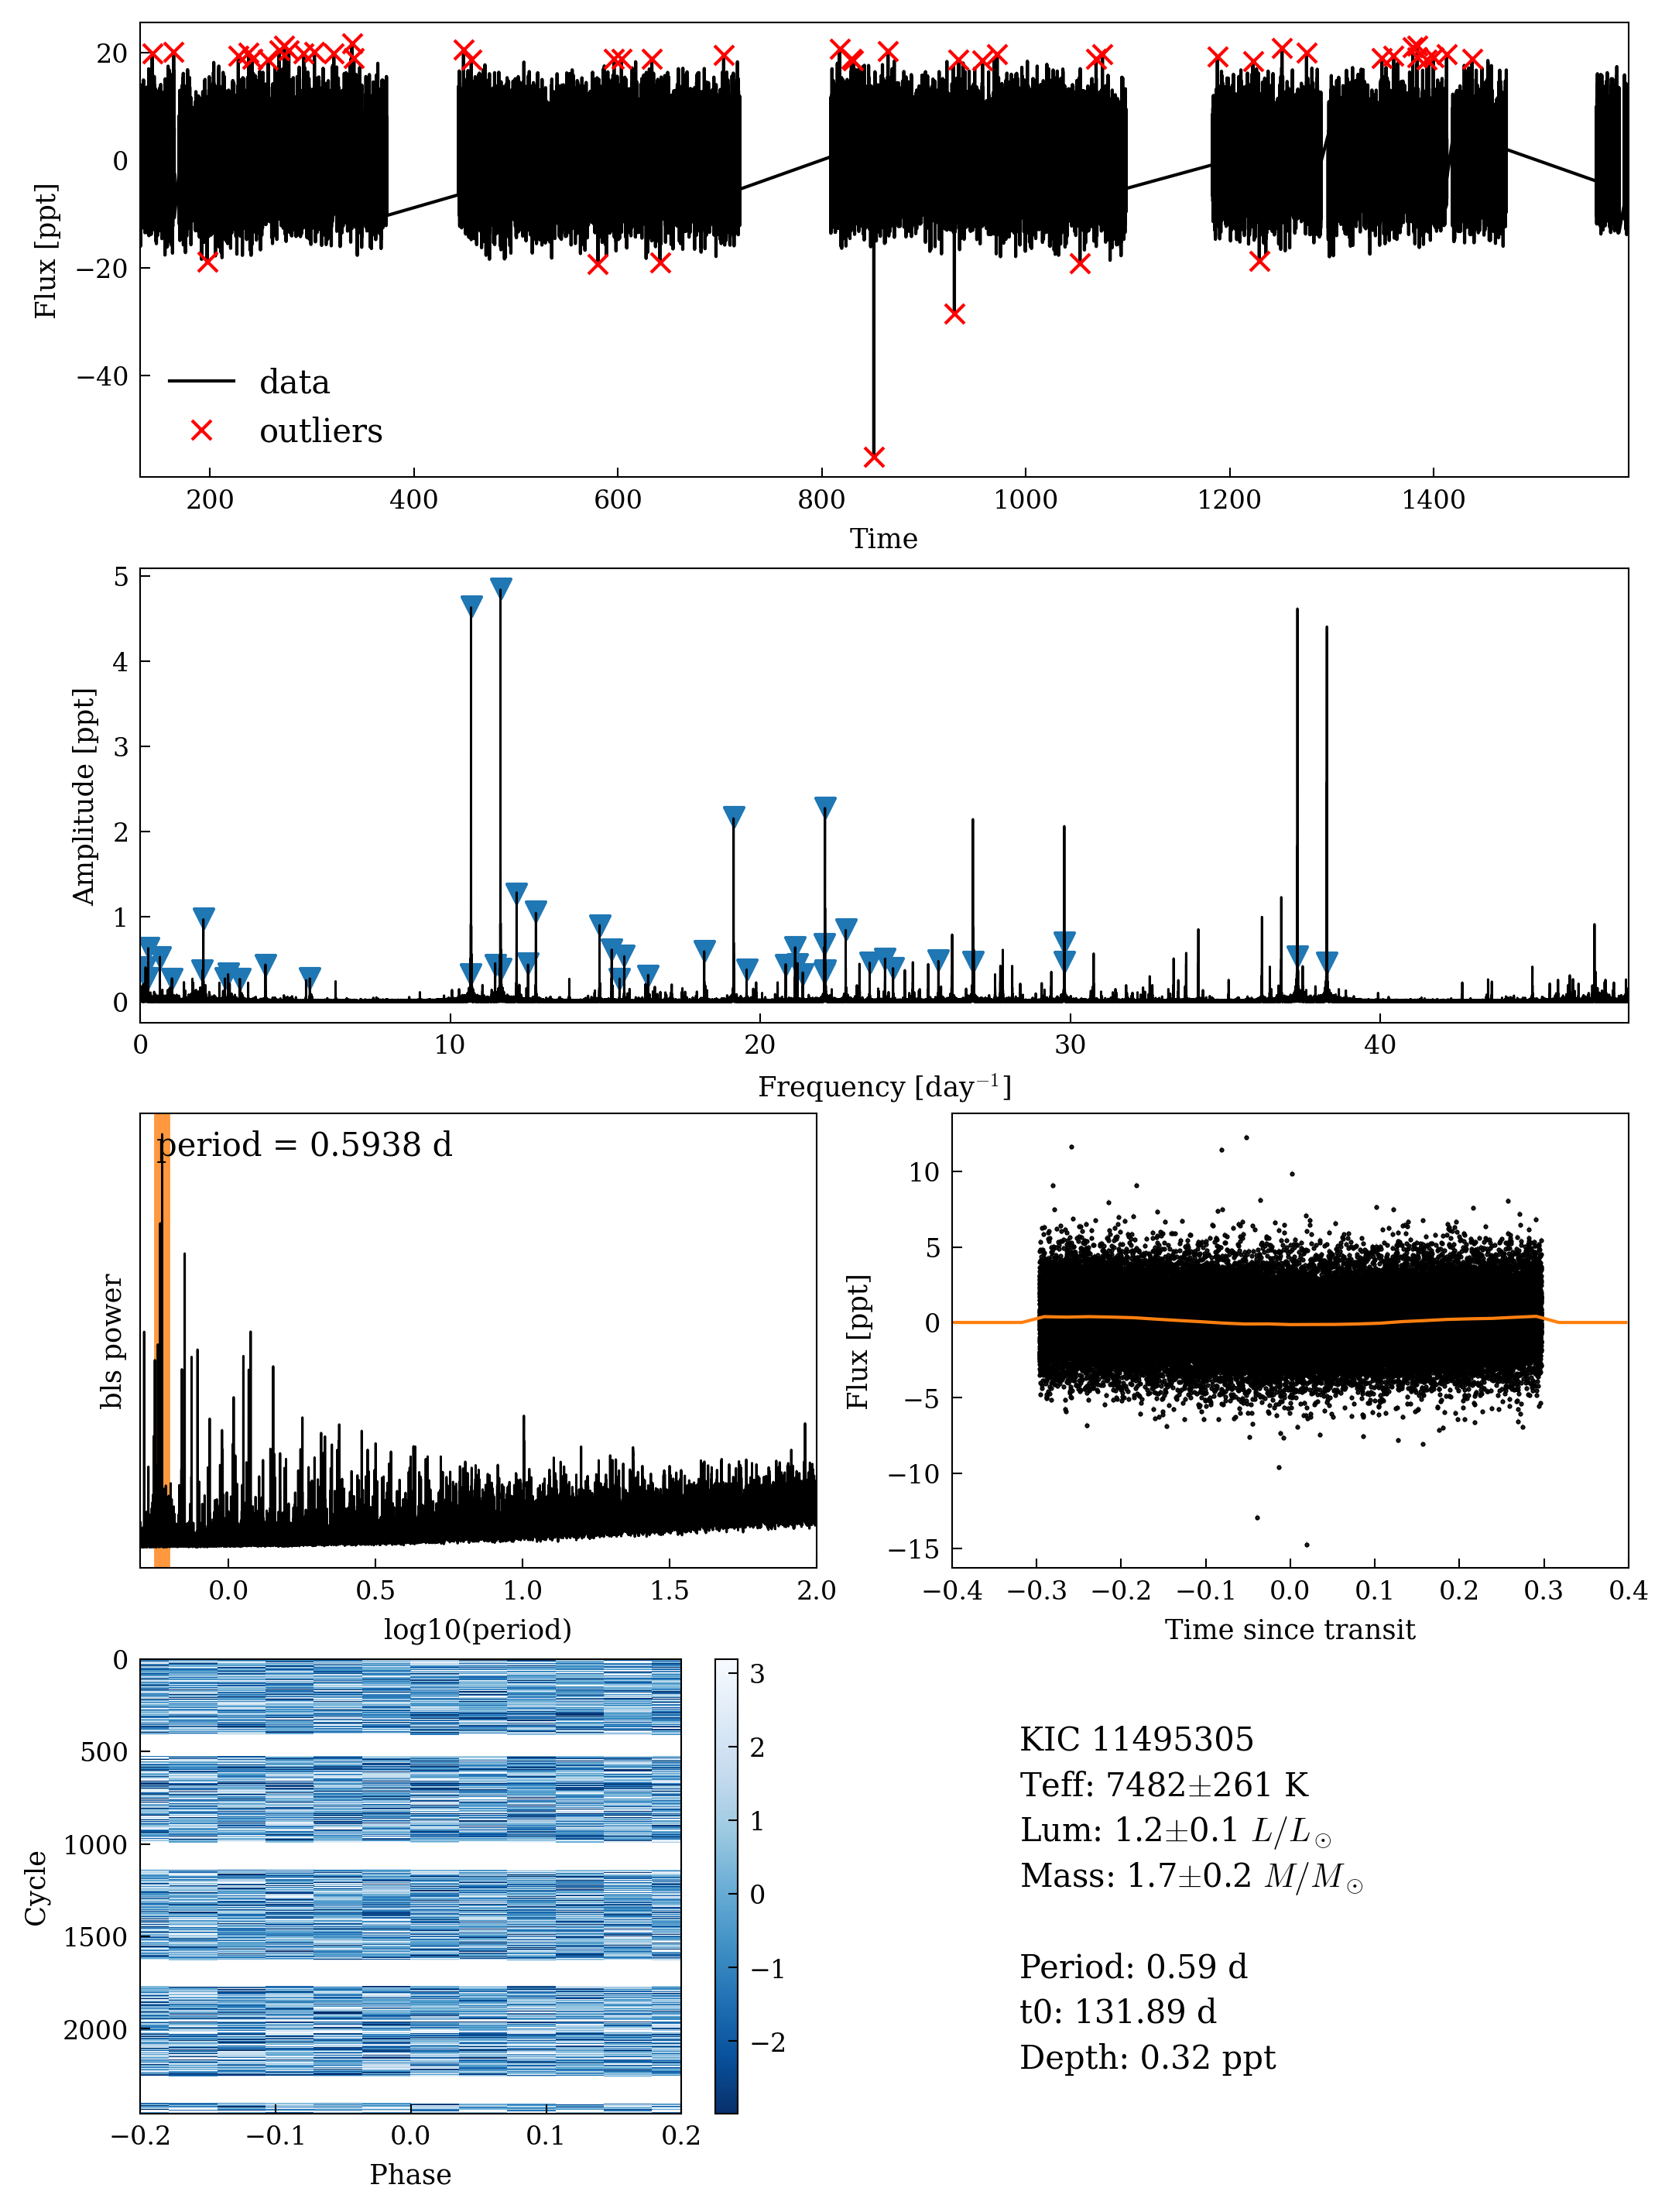 20
0
−20
−40
Flux [ppt]
data
outliers
200 400 600 800 1000 1200 1400
Time
5
4
3
2
1
0
Amplitude [ppt]
0 10 20 30 40
Frequency [day⁻¹]
period = 0.5938 d
bls power
0.0 0.5 1.0 1.5 2.0
log10(period)
10
5
0
−5
−10
−15
Flux [ppt]
−0.4 −0.3 −0.2 −0.1 0.0 0.1 0.2 0.3 0.4
Time since transit
0
500
1000
1500
2000
Cycle
−0.2 −0.1 0.0 0.1 0.2
Phase
3
2
1
0
−1
−2
KIC 11495305
Teff: 7482±261 K
Lum: 1.2±0.1 L/L⊙
Mass: 1.7±0.2 M/M⊙
Period: 0.59 d
t0: 131.89 d
Depth: 0.32 ppt